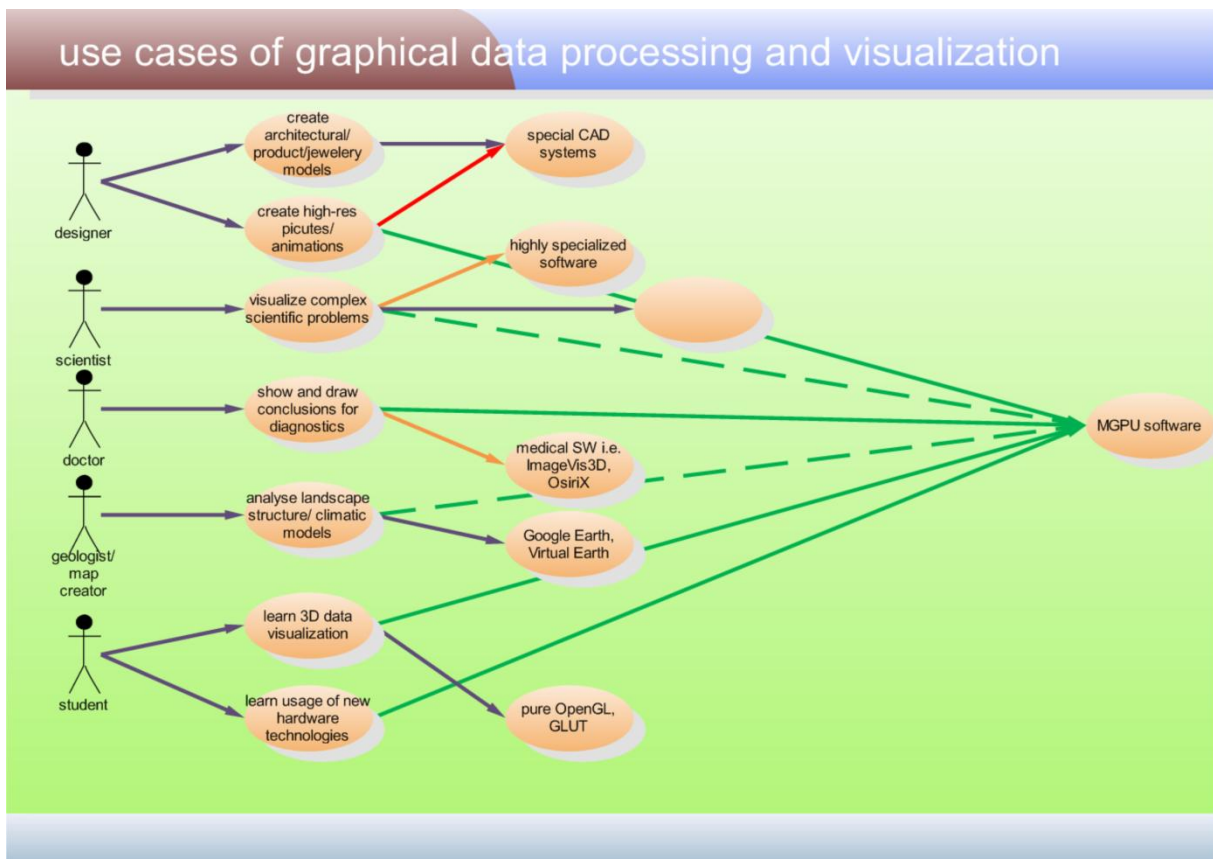 use cases of graphical data processing and visualization
create
architectural/
product/jewelery
models
special CAD
systems
designer
create high-res
picutes/
animations
highly specialized
software
visualize complex
scientific problems
scientist
show and draw
conclusions for
diagnostics
MGPU software
doctor
medical SW i.e.
ImageVis3D,
OsiriX
analyse landscape
structure/ climatic
models
Google Earth,
Virtual Earth
geologist/
map
creator
learn 3D data
visualization
student
learn usage of new
hardware
technologies
pure OpenGL,
GLUT